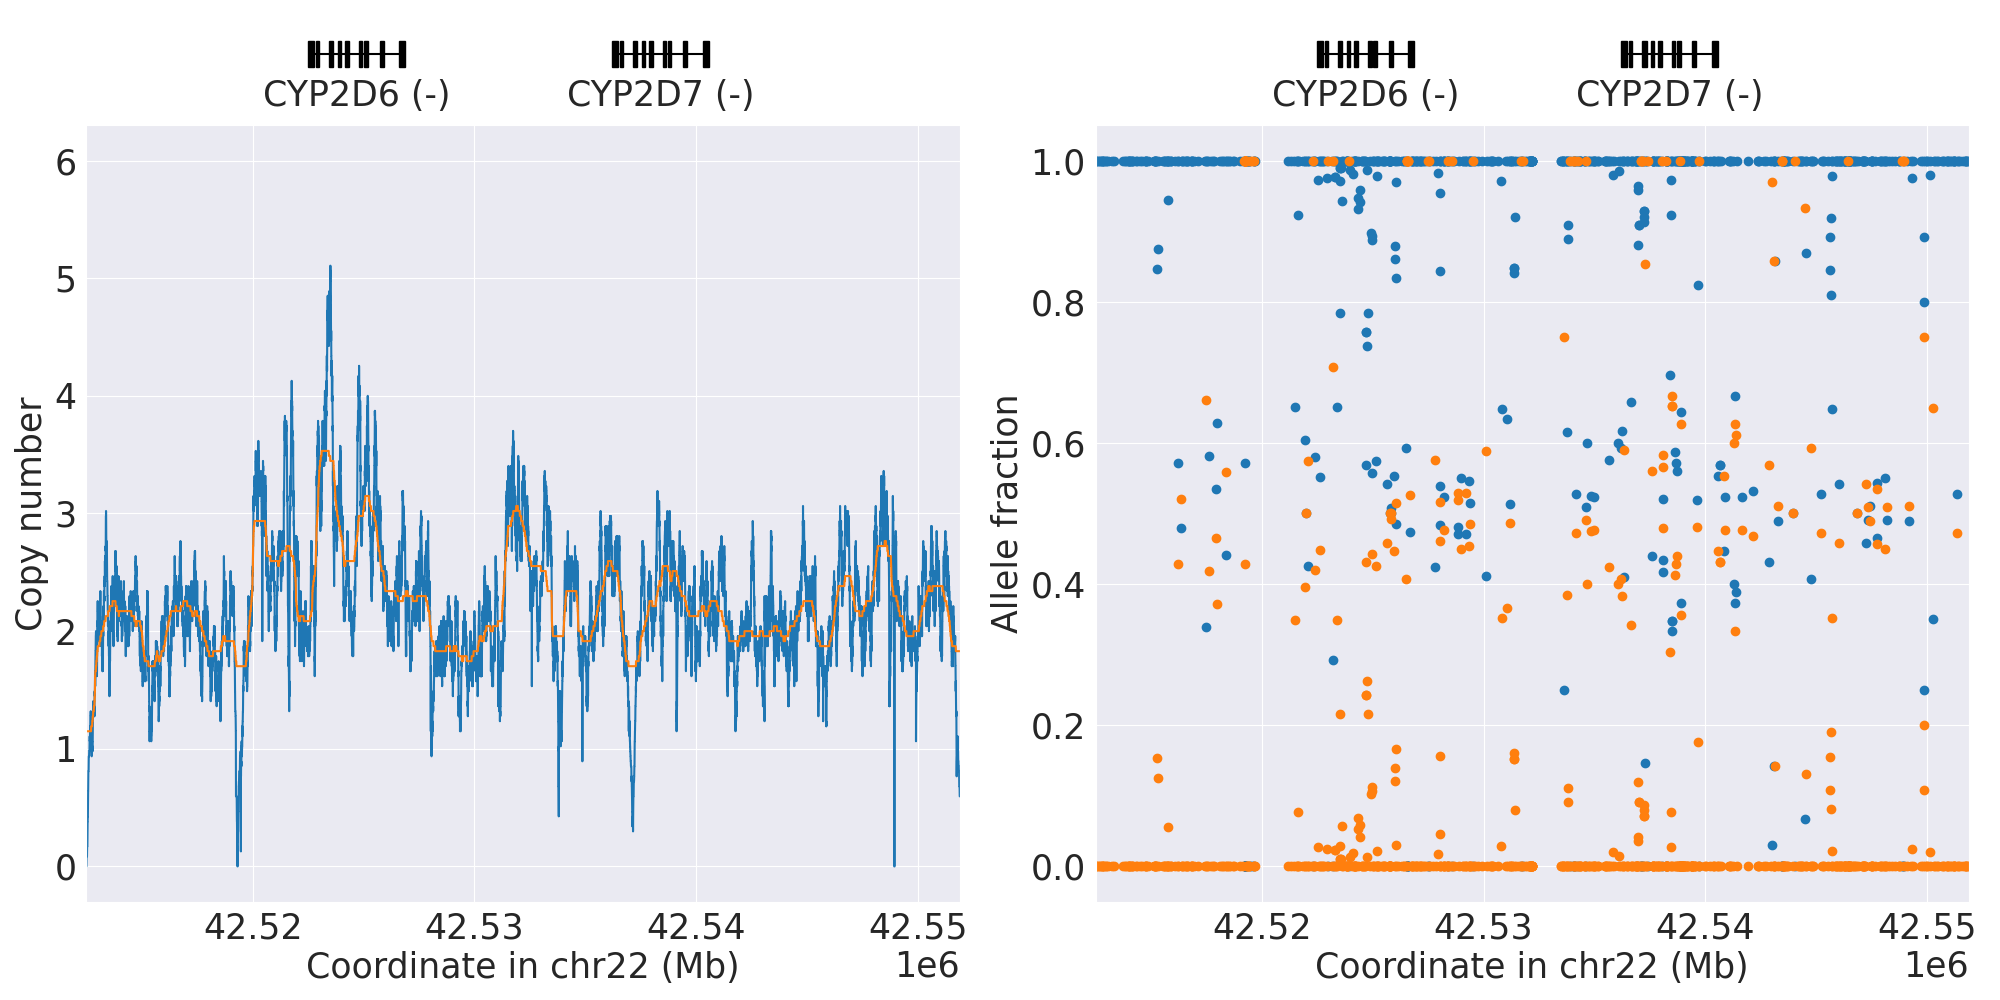 CYP2D6 (-) CYP2D7 (-)
6
5
4
3
2
1
0
Copy number
42.52 42.53 42.54 42.55
Coordinate in chr22 (Mb) 1e6
CYP2D6 (-) CYP2D7 (-)
1.0
0.8
0.6
0.4
0.2
0.0
Allele fraction
42.52 42.53 42.54 42.55
Coordinate in chr22 (Mb) 1e6